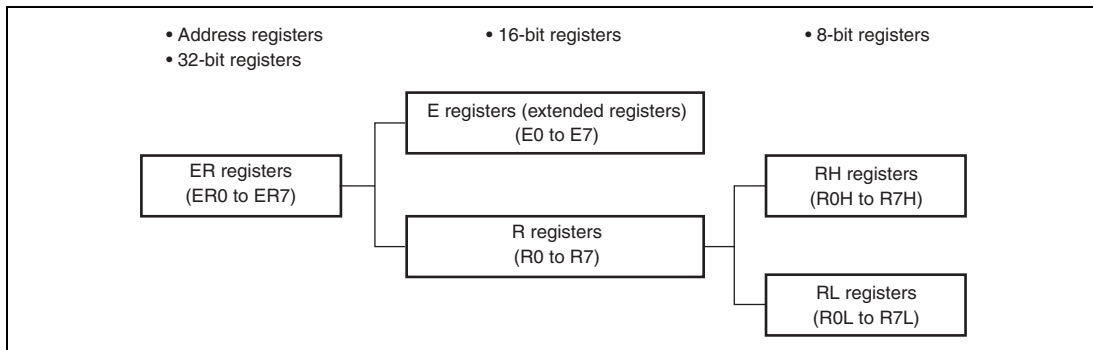 • Address registers
• 32-bit registers
• 16-bit registers
• 8-bit registers
E registers (extended registers)
(E0 to E7)
ER registers
(ER0 to ER7)
RH registers
(R0H to R7H)
R registers
(R0 to R7)
RL registers
(R0L to R7L)